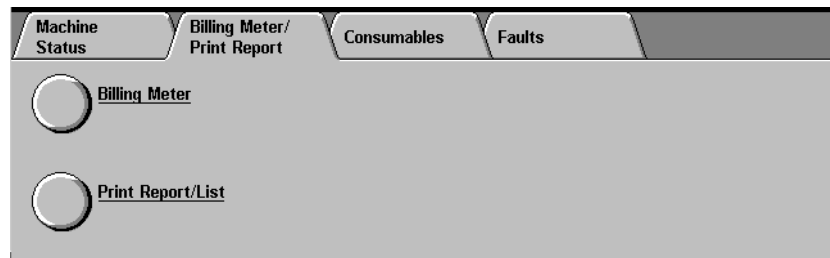 Machine
Status
Billing Meter/
Print Report
Consumables
Faults
Billing Meter
Print Report/List